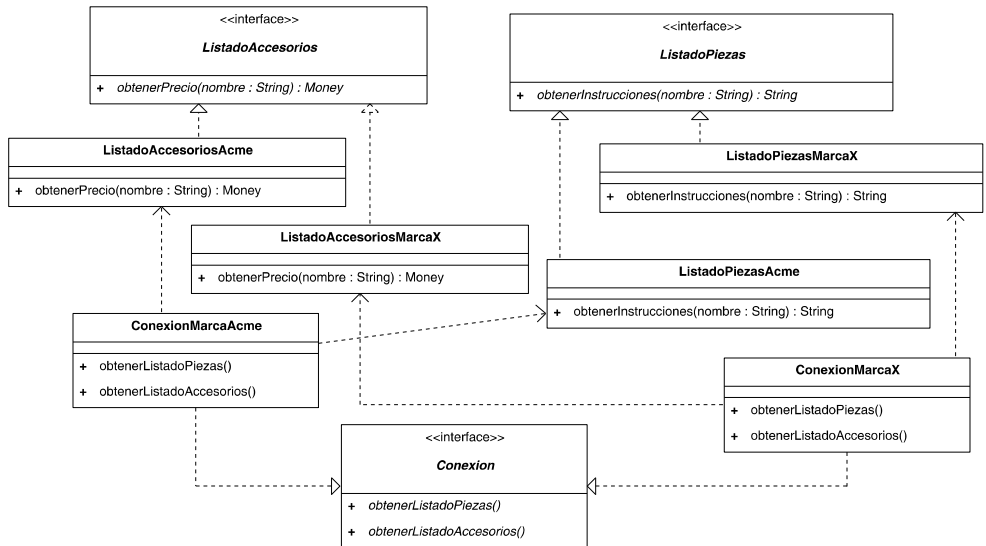 <<interface>>
ListadoAccesorios
+ obtenerPrecio(nombre : String) : Money
<<interface>>
ListadoPiezas
+ obtenerInstrucciones(nombre : String) : String
ListadoAccesoriosAcme
+ obtenerPrecio(nombre : String) : Money
ListadoPiezasMarcaX
+ obtenerInstrucciones(nombre : String) : String
ListadoAccesoriosMarcaX
+ obtenerPrecio(nombre : String) : Money
ListadoPiezasAcme
+ obtenerInstrucciones(nombre : String) : String
ConexionMarcaAcme
+ obtenerListadoPiezas()
+ obtenerListadoAccesorios()
ConexionMarcaX
+ obtenerListadoPiezas()
+ obtenerListadoAccesorios()
<<interface>>
Conexion
+ obtenerListadoPiezas()
+ obtenerListadoAccesorios()